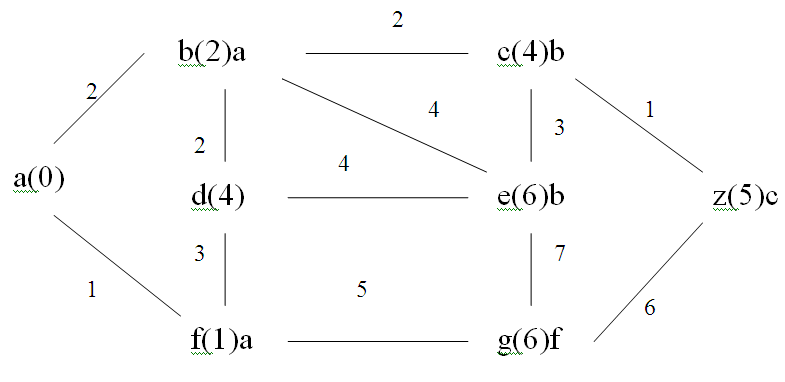 2
b(2)a
c(4)b
2
4
1
2
4
3
a(0)
d(4)
e(6)b
z(5)c
3
7
1
5
6
f(1)a
g(6)f